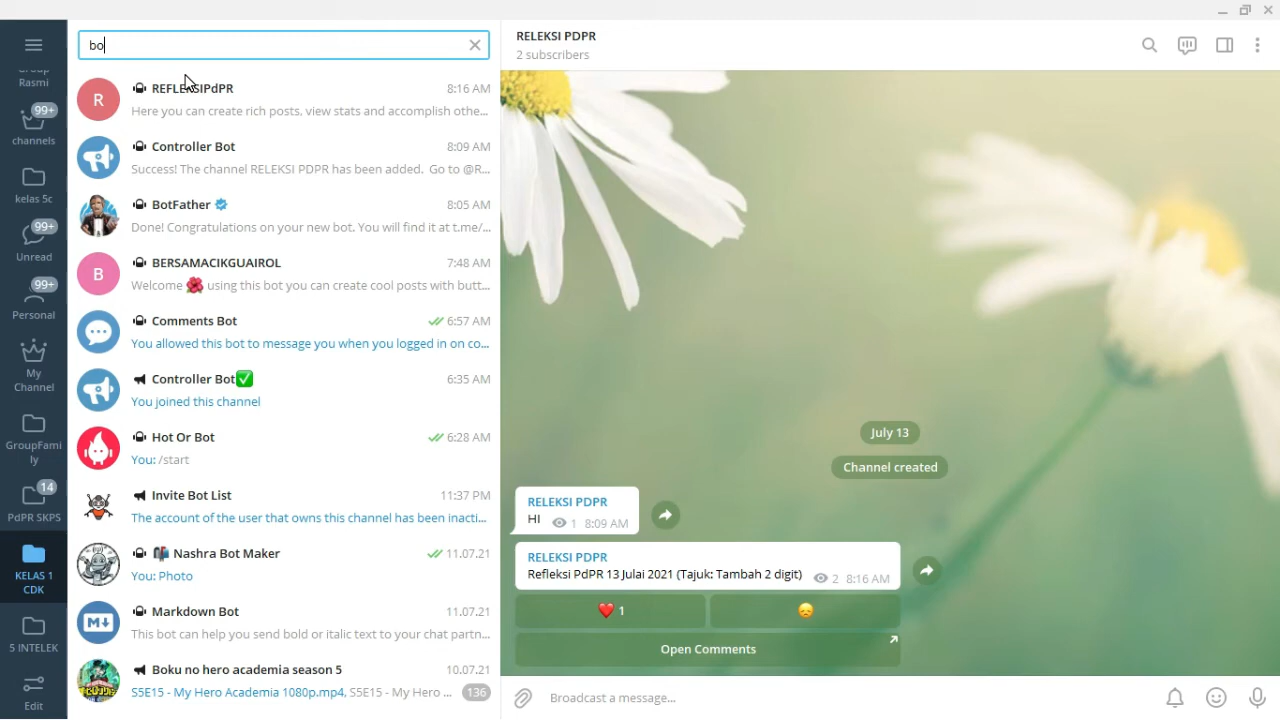 bo
Group
Rasmi
99+
channels
kelas 5c
99+
Unread
99+
Personal
My
Channel
GroupFami
ly
14
PdPR SKPS
KELAS 1
CDK
5 INTELEK
Edit
R
REFLEKSIPdPR 8:16 AM
Here you can create rich posts, view stats and accomplish othe...
Controller Bot 8:09 AM
Success! The channel RELEKSI PDPR has been added. Go to @R...
BotFather 8:05 AM
Done! Congratulations on your new bot. You will find it at t.me/...
B
BERSAMACIKGUAIROL 7:48 AM
Welcome 🌺 using this bot you can create cool posts with butt...
Comments Bot 6:57 AM
You allowed this bot to message you when you logged in on co...
Controller Bot✅ 6:35 AM
You joined this channel
Hot Or Bot 6:28 AM
You: /start
Invite Bot List 11:37 PM
The account of the user that owns this channel has been inacti...
📬 Nashra Bot Maker 11.07.21
You: Photo
M
Markdown Bot 11.07.21
This bot can help you send bold or italic text to your chat partn...
Boku no hero academia season 5 10.07.21
S5E15 - My Hero Academia 1080p.mp4, S5E15 - My Hero ... 136
RELEKSI PDPR
2 subscribers
July 13
Channel created
RELEKSI PDPR
HI 1 8:09 AM
RELEKSI PDPR
Refleksi PdPR 13 Julai 2021 (Tajuk: Tambah 2 digit) 2 8:16 AM
❤️ 1 😞
Open Comments
Broadcast a message...